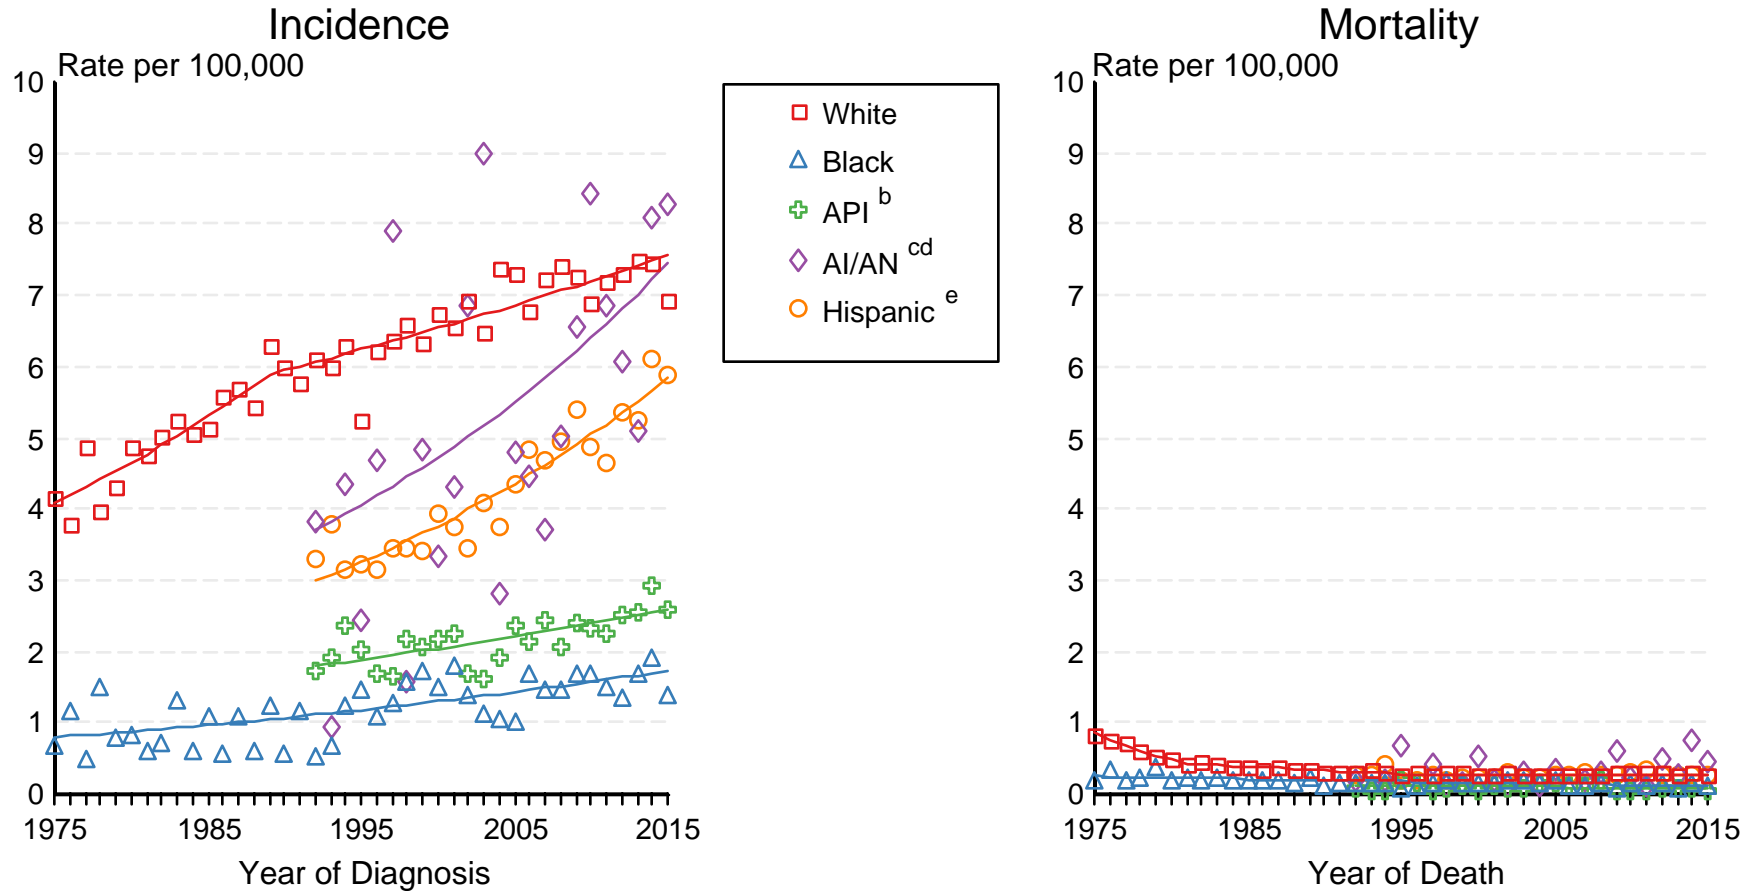 Incidence
Rate per 100,000
10
9
8
7
6
5
4
3
2
1
0
1975 1985 1995 2005 2015
Year of Diagnosis
White
Black
API b
AI/AN cd
Hispanic e
Mortality
Rate per 100,000
10
9
8
7
6
5
4
3
2
1
0
1975 1985 1995 2005 2015
Year of Death